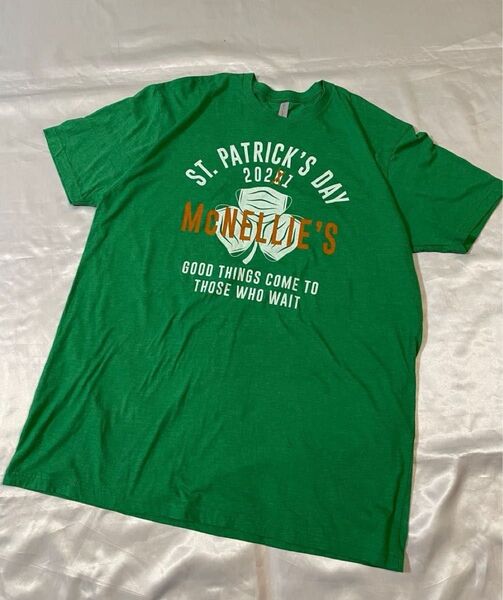 ST. PATRICK'S DAY
2021
McNELLIE'S
GOOD THINGS COME TO
THOSE WHO WAIT